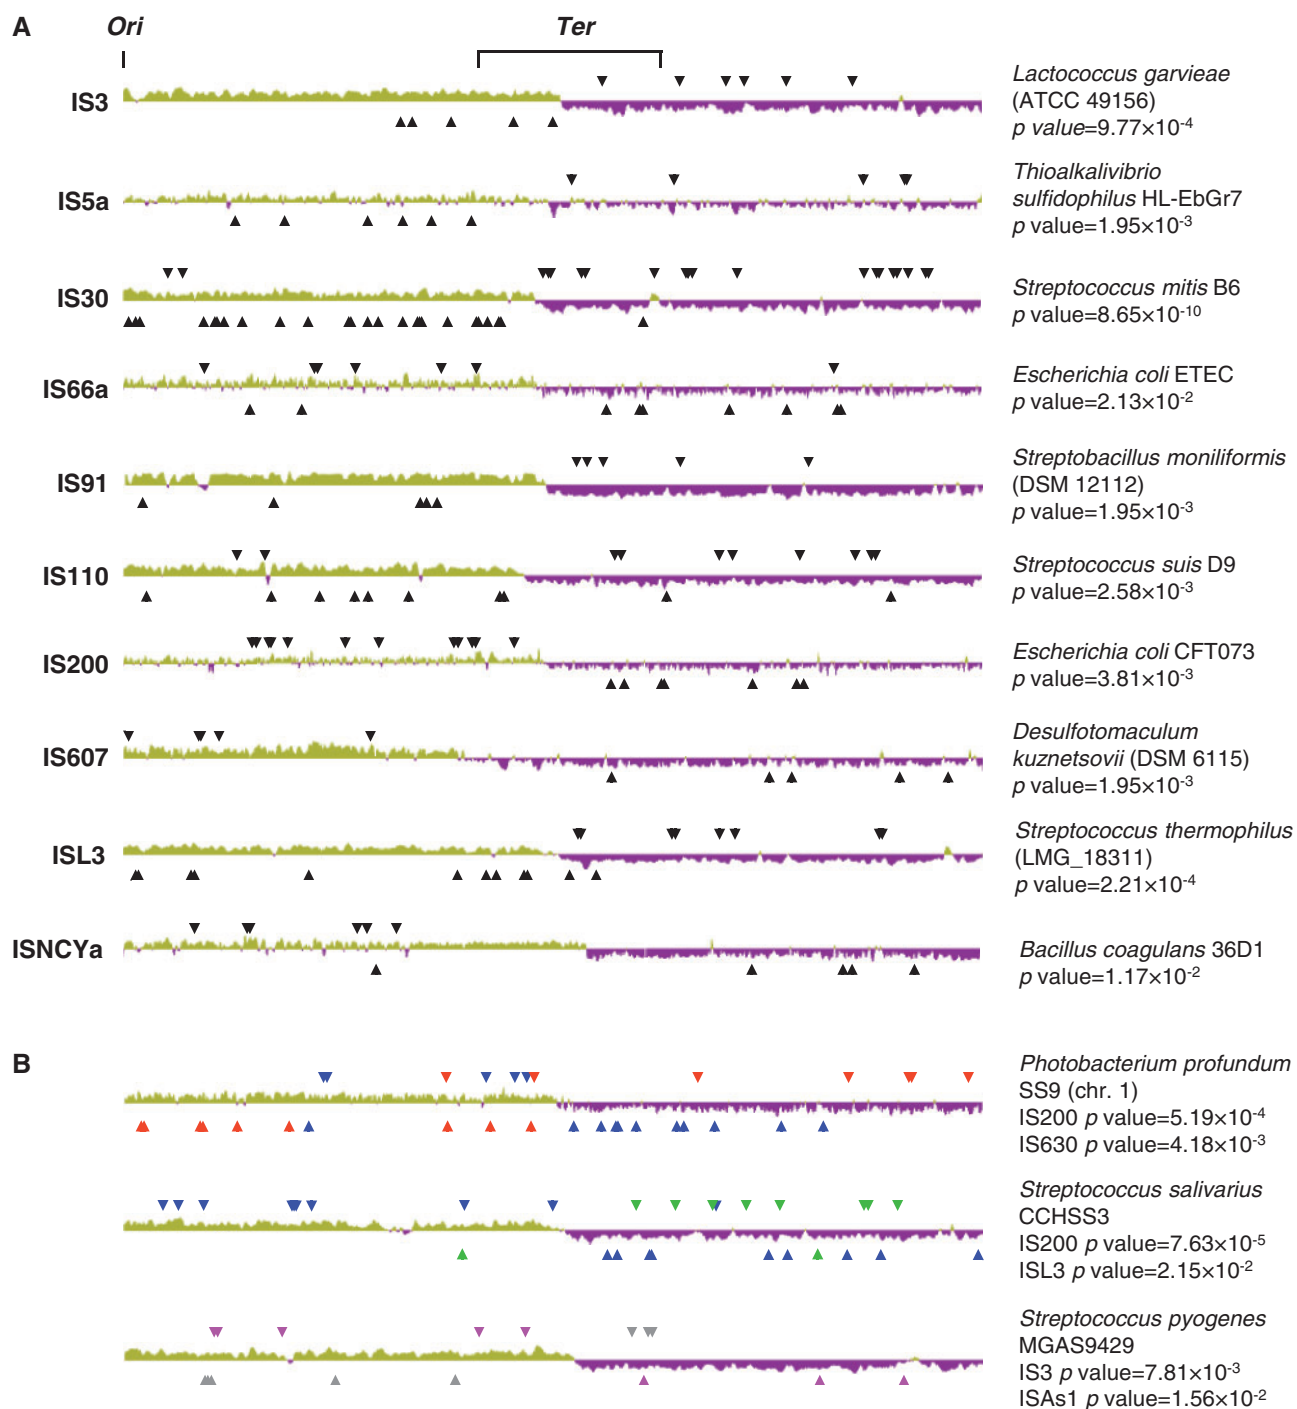 A
Ori
Ter
IS3
Lactococcus garvieae
(ATCC 49156)
p value=9.77×10-4
IS5a
Thioalkalivibrio
sulfidophilus HL-EbGr7
p value=1.95×10-3
IS30
Streptococcus mitis B6
p value=8.65×10-10
IS66a
Escherichia coli ETEC
p value=2.13×10-2
IS91
Streptobacillus moniliformis
(DSM 12112)
p value=1.95×10-3
IS110
Streptococcus suis D9
p value=2.58×10-3
IS200
Escherichia coli CFT073
p value=3.81×10-3
IS607
Desulfotomaculum
kuznetsovii (DSM 6115)
p value=1.95×10-3
ISL3
Streptococcus thermophilus
(LMG_18311)
p value=2.21×10-4
ISNCYa
Bacillus coagulans 36D1
p value=1.17×10-2
B
Photobacterium profundum
SS9 (chr. 1)
IS200 p value=5.19×10-4
IS630 p value=4.18×10-3
Streptococcus salivarius
CCHSS3
IS200 p value=7.63×10-5
ISL3 p value=2.15×10-2
Streptococcus pyogenes
MGAS9429
IS3 p value=7.81×10-3
ISAs1 p value=1.56×10-2